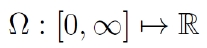 Ω : [0, ∞] ↦ ℝ